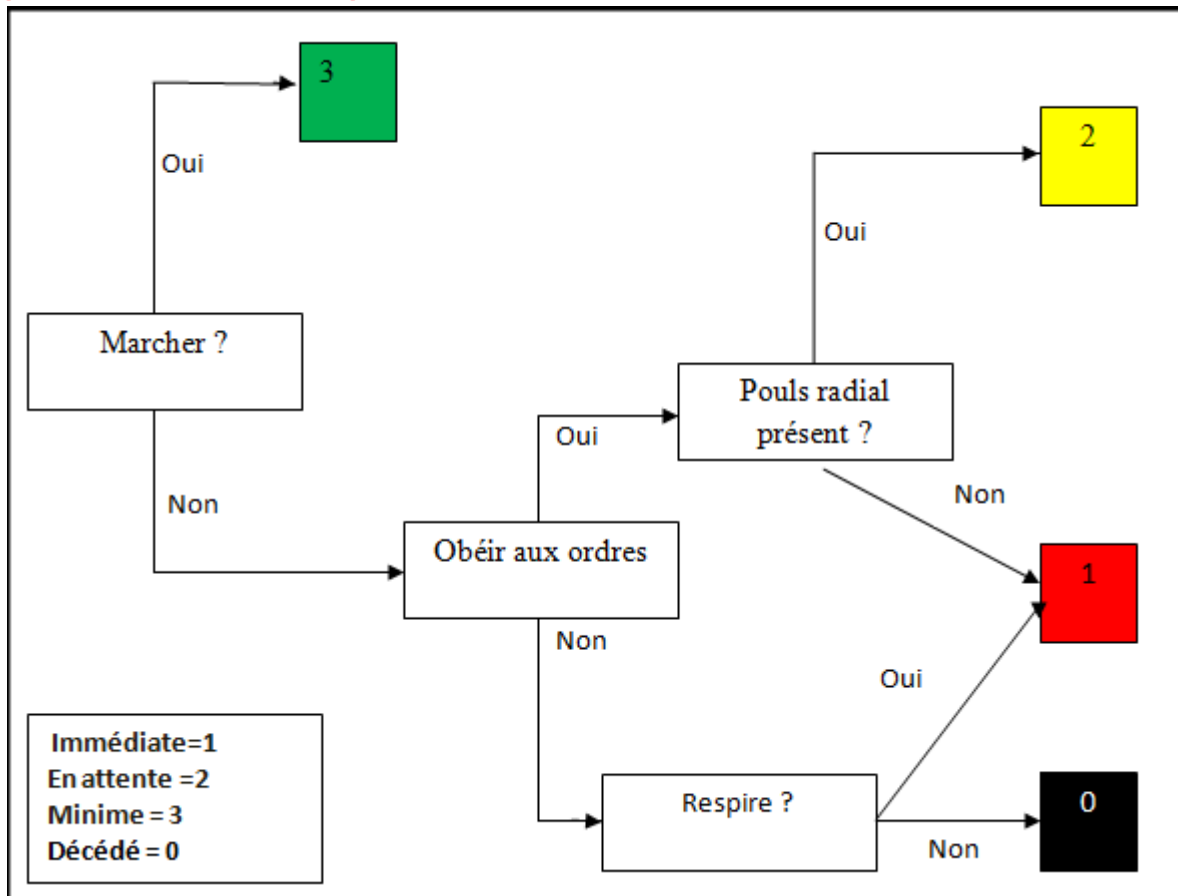 3
2
Oui
Oui
Marcher ?
Pouls radial
présent ?
Oui
Non
Non
Obéir aux ordres
1
Non
Oui
Immédiate=1
En attente =2
Minime = 3
Décédé = 0
Respire ?
0
Non